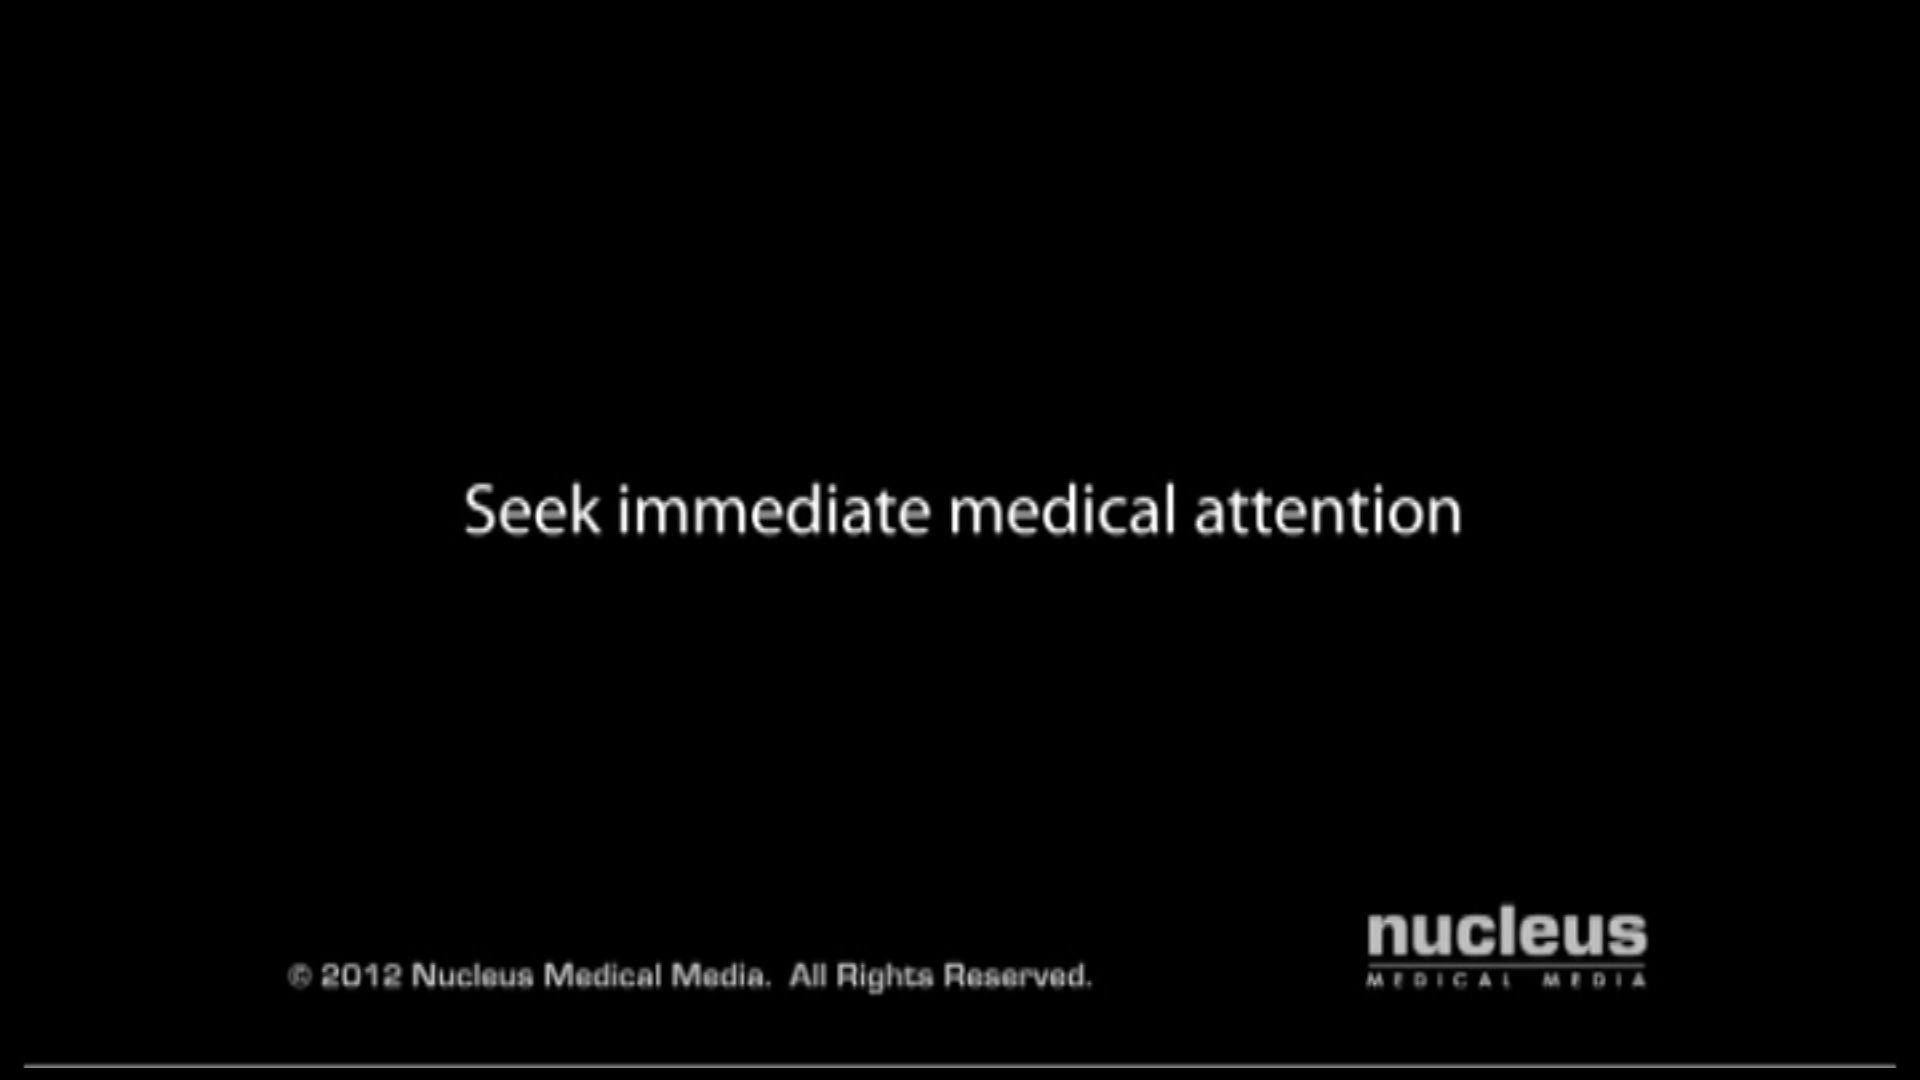 Seek immediate medical attention
© 2012 Nucleus Medical Media. All Rights Reserved.
nucleus
MEDICAL MEDIA